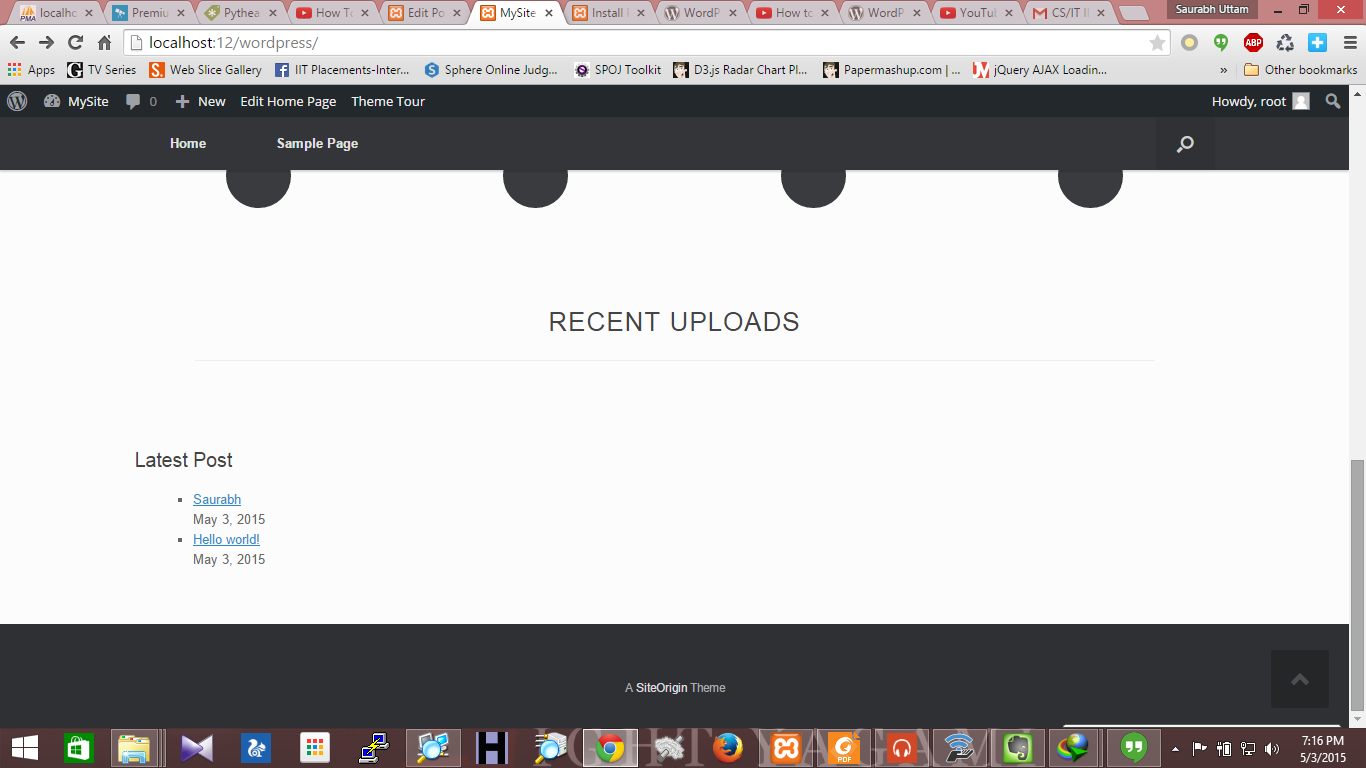 localho
Premiu
Pythea
How To
Edit Po
MySite
Install
WordP
How to
WordP
YouTub
CS/IT I
Saurabh Uttam
localhost:12/wordpress/
ABP
Apps
TV Series
Web Slice Gallery
IIT Placements-Inter...
Sphere Online Judg...
SPOJ Toolkit
D3.js Radar Chart Pl...
Papermashup.com | ...
jQuery AJAX Loadin...
»
Other bookmarks
MySite
0
New
Edit Home Page
Theme Tour
Howdy, root
Home
Sample Page
RECENT UPLOADS
Latest Post
Saurabh
May 3, 2015
Hello world!
May 3, 2015
A SiteOrigin Theme
PDF
7:16 PM
5/3/2015